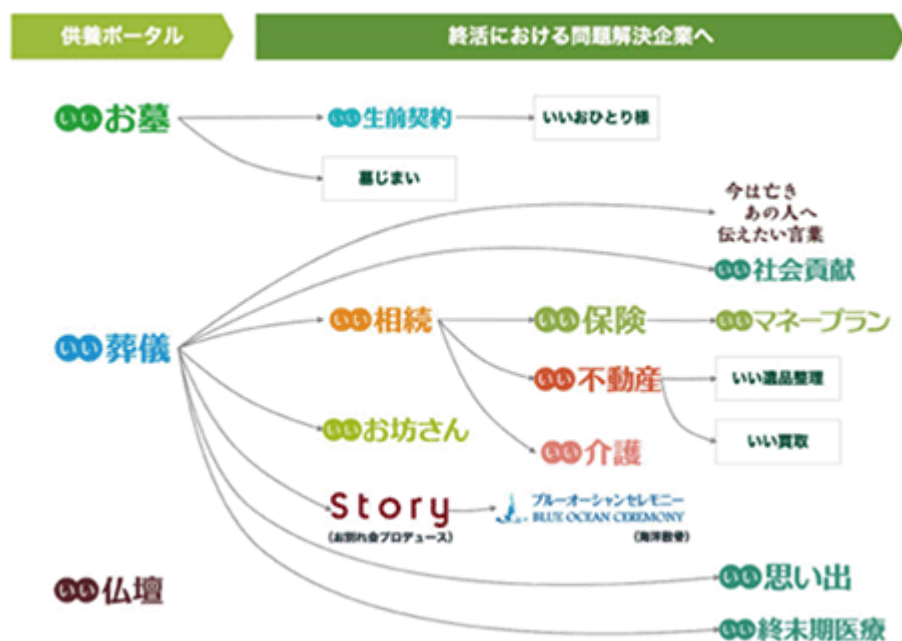 供養ポータル
終活における問題解決企業へ
いいお墓
いい生前契約
いいおひとり様
墓じまい
今は亡き
あの人へ
伝えたい言葉
いい社会貢献
いい葬儀
いい相続
いい保険
いいマネープラン
いい不動産
いい遺品整理
いいお坊さん
いい買取
いい介護
Story
(お別れ会プロデュース)
ブルーオーシャンセレモニー
BLUE OCEAN CEREMONY
(海洋散骨)
いい仏壇
いい思い出
いい終末期医療